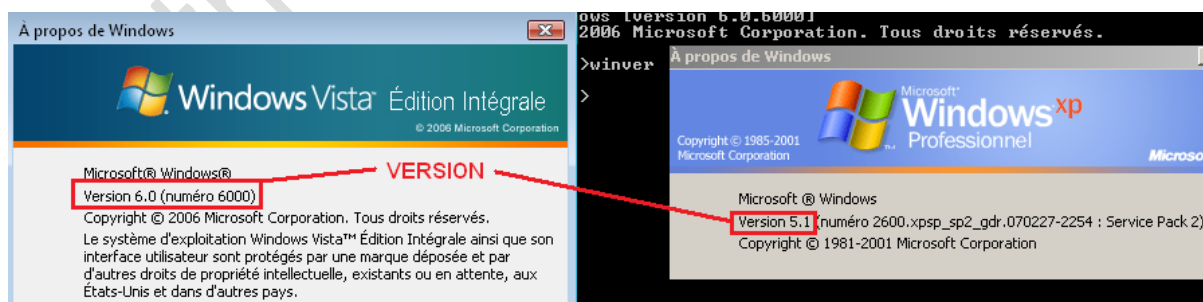 À propos de Windows
Windows Vista™ Édition Intégrale
© 2006 Microsoft Corporation
Microsoft® Windows®
Version 6.0 (numéro 6000)
Copyright © 2006 Microsoft Corporation. Tous droits réservés.
Le système d'exploitation Windows Vista™ Édition Intégrale ainsi que son
interface utilisateur sont protégés par une marque déposée et par
d'autres droits de propriété intellectuelle, existants ou en attente, aux
États-Unis et dans d'autres pays.
VERSION
ows [version 6.0.6000]
2006 Microsoft Corporation. Tous droits réservés.
>winver
>
À propos de Windows
Microsoft®
Windows xp
Professionnel
Copyright © 1985-2001
Microsoft Corporation
Microso
Microsoft ® Windows
Version 5.1 (numéro 2600.xpsp_sp2_gdr.070227-2254 : Service Pack 2)
Copyright © 1981-2001 Microsoft Corporation